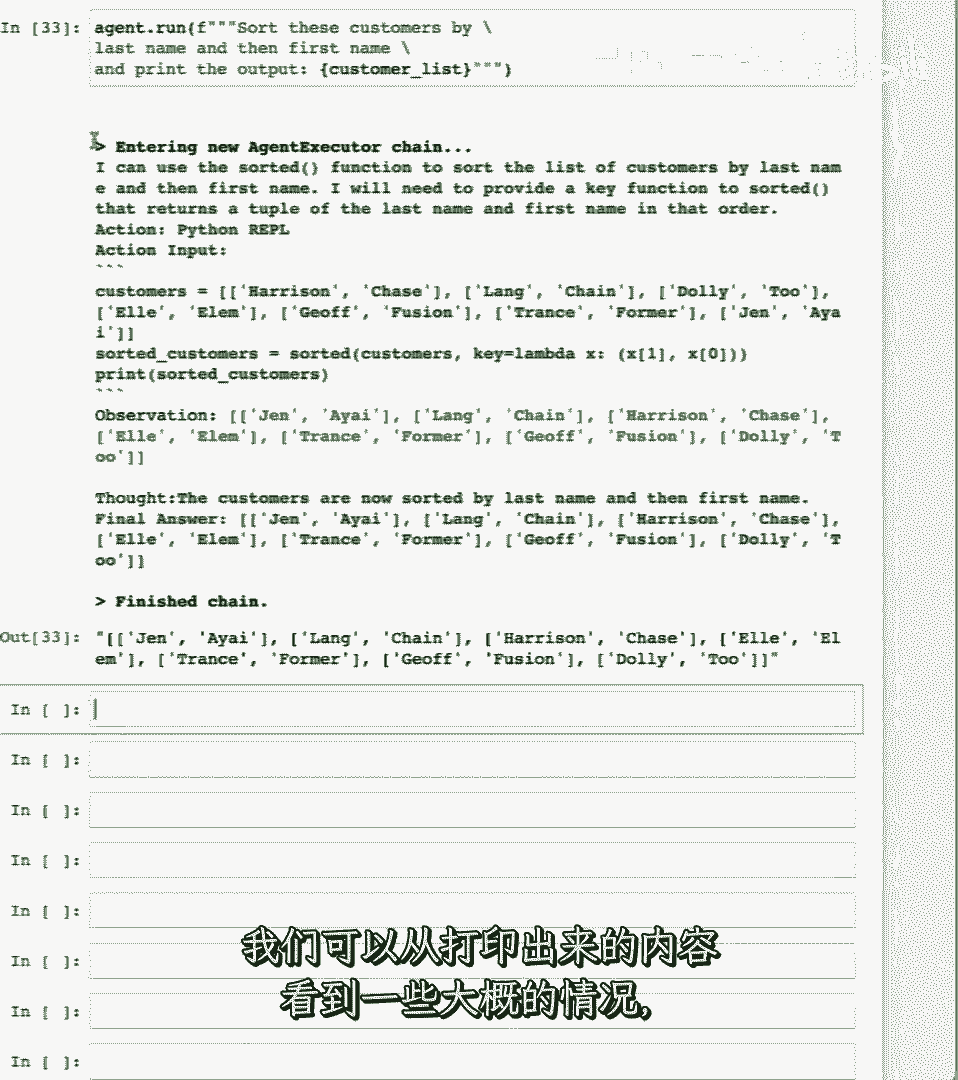 In [33]: agent.run(f"""Sort these customers by \
last name and then first name \
and print the output: {customer_list}""")
> Entering new AgentExecutor chain...
I can use the sorted() function to sort the list of customers by last nam
e and then first name. I will need to provide a key function to sorted()
that returns a tuple of the last name and first name in that order.
Action: Python REPL
Action Input:
```
customers = [['Harrison', 'Chase'], ['Lang', 'Chain'], ['Dolly', 'Too'],
['Elle', 'Elem'], ['Geoff', 'Fusion'], ['Trance', 'Former'], ['Jen', 'Aya
i']]
sorted_customers = sorted(customers, key=lambda x: (x[1], x[0]))
print(sorted_customers)
```
Observation: [['Jen', 'Ayai'], ['Lang', 'Chain'], ['Harrison', 'Chase'],
['Elle', 'Elem'], ['Trance', 'Former'], ['Geoff', 'Fusion'], ['Dolly', 'T
oo']]
Thought:The customers are now sorted by last name and then first name.
Final Answer: [['Jen', 'Ayai'], ['Lang', 'Chain'], ['Harrison', 'Chase'],
['Elle', 'Elem'], ['Trance', 'Former'], ['Geoff', 'Fusion'], ['Dolly', 'T
oo']]
> Finished chain.
Out[33]: "[['Jen', 'Ayai'], ['Lang', 'Chain'], ['Harrison', 'Chase'], ['Elle', 'El
em'], ['Trance', 'Former'], ['Geoff', 'Fusion'], ['Dolly', 'Too']]"
In [ ]:
In [ ]:
In [ ]:
In [ ]:
In [ ]:
In [ ]:
In [ ]:
In [ ]:
我们可以从打印出来的内容
看到一些大概的情况,